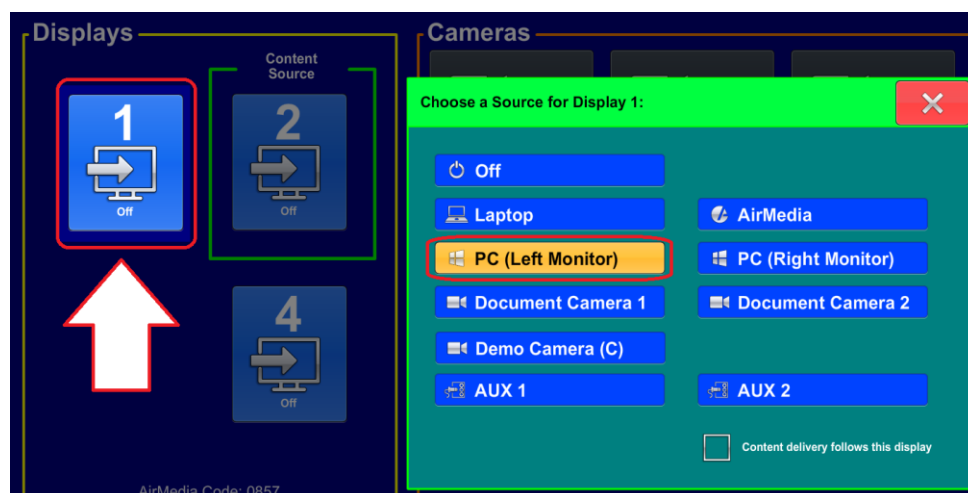 Displays
Content
Source
1
Off
2
Off
4
Off
AirMedia Code: 0857
Cameras
Choose a Source for Display 1:
Off
Laptop
AirMedia
PC (Left Monitor)
PC (Right Monitor)
Document Camera 1
Document Camera 2
Demo Camera (C)
AUX 1
AUX 2
Content delivery follows this display